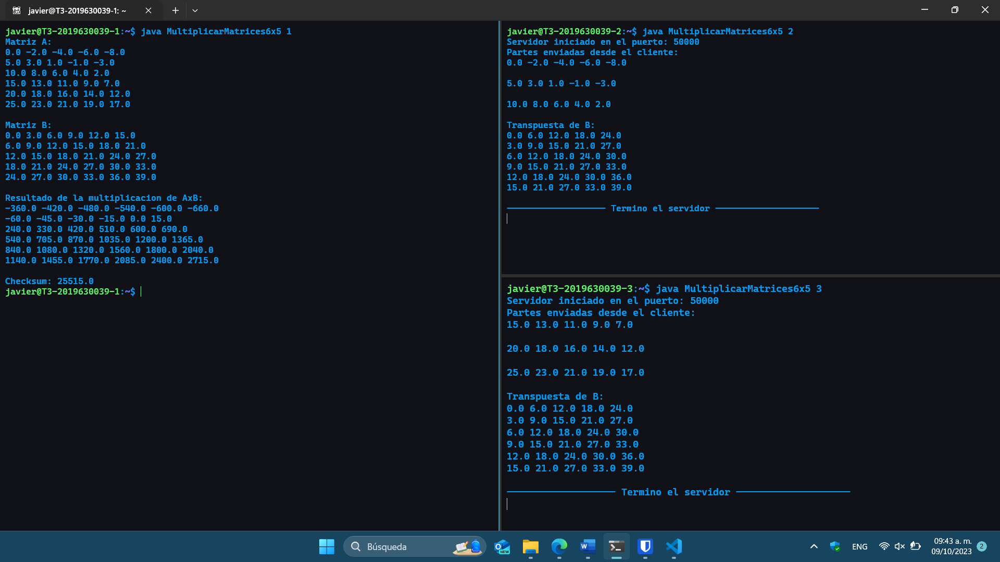 javier@T3-2019630039-1: ~
javier@T3-2019630039-1:~$ java MultiplicarMatrices6x5 1
Matriz A:
0.0 -2.0 -4.0 -6.0 -8.0
5.0 3.0 1.0 -1.0 -3.0
10.0 8.0 6.0 4.0 2.0
15.0 13.0 11.0 9.0 7.0
20.0 18.0 16.0 14.0 12.0
25.0 23.0 21.0 19.0 17.0
Matriz B:
0.0 3.0 6.0 9.0 12.0 15.0
6.0 9.0 12.0 15.0 18.0 21.0
12.0 15.0 18.0 21.0 24.0 27.0
18.0 21.0 24.0 27.0 30.0 33.0
24.0 27.0 30.0 33.0 36.0 39.0
Resultado de la multiplicacion de AxB:
-360.0 -420.0 -480.0 -540.0 -600.0 -660.0
-60.0 -45.0 -30.0 -15.0 0.0 15.0
240.0 330.0 420.0 510.0 600.0 690.0
540.0 705.0 870.0 1035.0 1200.0 1365.0
840.0 1080.0 1320.0 1560.0 1800.0 2040.0
1140.0 1455.0 1770.0 2085.0 2400.0 2715.0
Checksum: 25515.0
javier@T3-2019630039-1:~$
javier@T3-2019630039-2:~$ java MultiplicarMatrices6x5 2
Servidor iniciado en el puerto: 50000
Partes enviadas desde el cliente:
0.0 -2.0 -4.0 -6.0 -8.0
5.0 3.0 1.0 -1.0 -3.0
10.0 8.0 6.0 4.0 2.0
Transpuesta de B:
0.0 6.0 12.0 18.0 24.0
3.0 9.0 15.0 21.0 27.0
6.0 12.0 18.0 24.0 30.0
9.0 15.0 21.0 27.0 33.0
12.0 18.0 24.0 30.0 36.0
15.0 21.0 27.0 33.0 39.0
Termino el servidor
javier@T3-2019630039-3:~$ java MultiplicarMatrices6x5 3
Servidor iniciado en el puerto: 50000
Partes enviadas desde el cliente:
15.0 13.0 11.0 9.0 7.0
20.0 18.0 16.0 14.0 12.0
25.0 23.0 21.0 19.0 17.0
Transpuesta de B:
0.0 6.0 12.0 18.0 24.0
3.0 9.0 15.0 21.0 27.0
6.0 12.0 18.0 24.0 30.0
9.0 15.0 21.0 27.0 33.0
12.0 18.0 24.0 30.0 36.0
15.0 21.0 27.0 33.0 39.0
Termino el servidor
Búsqueda
NEW
ENG
09:43 a. m.
09/10/2023
2